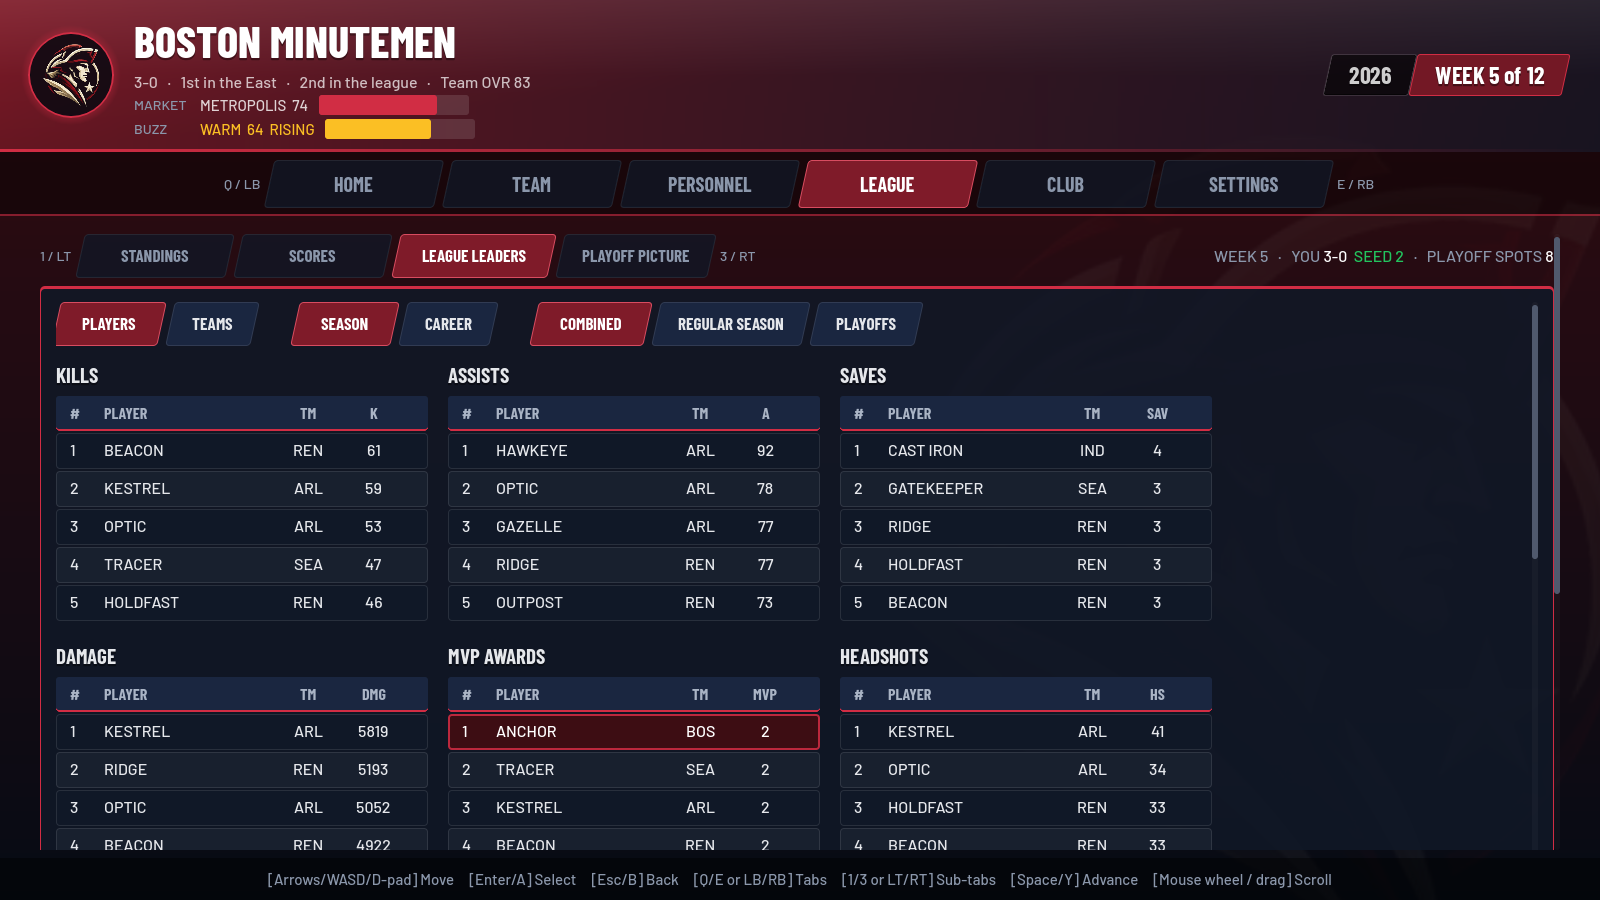 BOSTON MINUTEMEN
3-0 · 1st in the East · 2nd in the league · Team OVR 83
MARKET METROPOLIS 74
BUZZ WARM 64 RISING
2026 WEEK 5 of 12
Q / LB HOME TEAM PERSONNEL LEAGUE CLUB SETTINGS E / RB
1 / LT STANDINGS SCORES LEAGUE LEADERS PLAYOFF PICTURE 3 / RT WEEK 5 · YOU 3-0 SEED 2 · PLAYOFF SPOTS 8
PLAYERS TEAMS SEASON CAREER COMBINED REGULAR SEASON PLAYOFFS
KILLS
# PLAYER TM K
1 BEACON REN 61
2 KESTREL ARL 59
3 OPTIC ARL 53
4 TRACER SEA 47
5 HOLDFAST REN 46
ASSISTS
# PLAYER TM A
1 HAWKEYE ARL 92
2 OPTIC ARL 78
3 GAZELLE ARL 77
4 RIDGE REN 77
5 OUTPOST REN 73
SAVES
# PLAYER TM SAV
1 CAST IRON IND 4
2 GATEKEEPER SEA 3
3 RIDGE REN 3
4 HOLDFAST REN 3
5 BEACON REN 3
DAMAGE
# PLAYER TM DMG
1 KESTREL ARL 5819
2 RIDGE REN 5193
3 OPTIC ARL 5052
4 BEACON REN 4922
MVP AWARDS
# PLAYER TM MVP
1 ANCHOR BOS 2
2 TRACER SEA 2
3 KESTREL ARL 2
4 BEACON REN 2
HEADSHOTS
# PLAYER TM HS
1 KESTREL ARL 41
2 OPTIC ARL 34
3 HOLDFAST REN 33
4 BEACON REN 33
[Arrows/WASD/D-pad] Move [Enter/A] Select [Esc/B] Back [Q/E or LB/RB] Tabs [1/3 or LT/RT] Sub-tabs [Space/Y] Advance [Mouse wheel / drag] Scroll